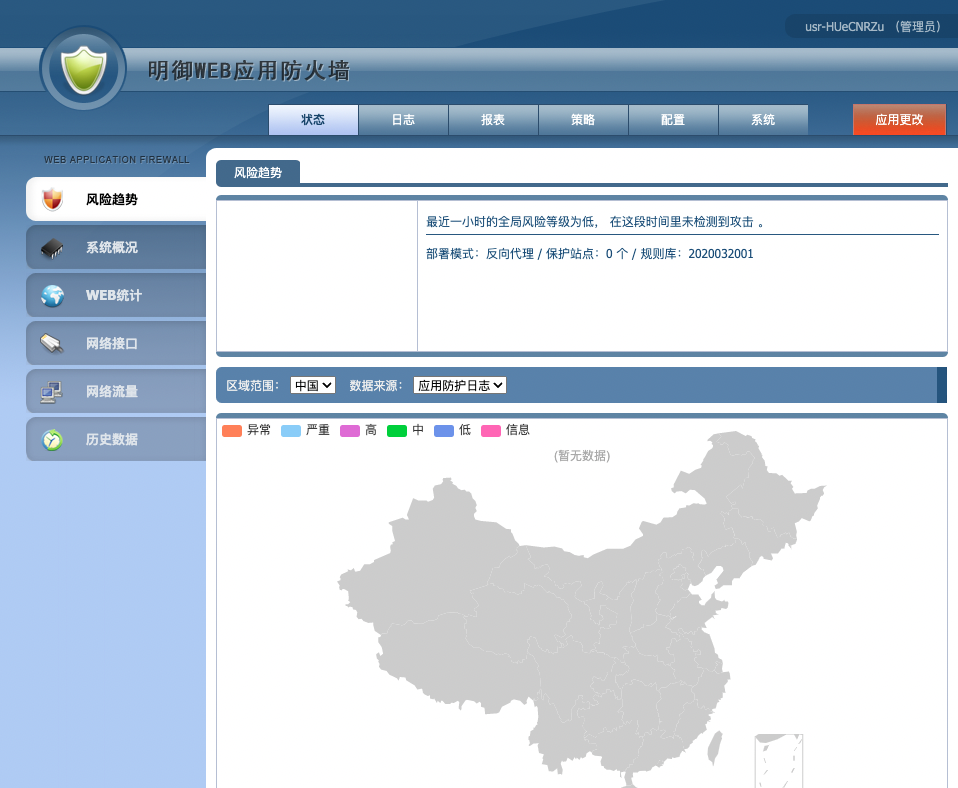 usr-HUeCNRZu （管理员）
明御WEB应用防火墙
状态 日志 报表 策略 配置 系统 应用更改
WEB APPLICATION FIREWALL
风险趋势
系统概况
WEB统计
网络接口
网络流量
历史数据
风险趋势
最近一小时的全局风险等级为低， 在这段时间里未检测到攻击 。
部署模式：反向代理 / 保护站点：0 个 / 规则库：2020032001
区域范围： 中国 数据来源： 应用防护日志
异常 严重 高 中 低 信息
(暂无数据)